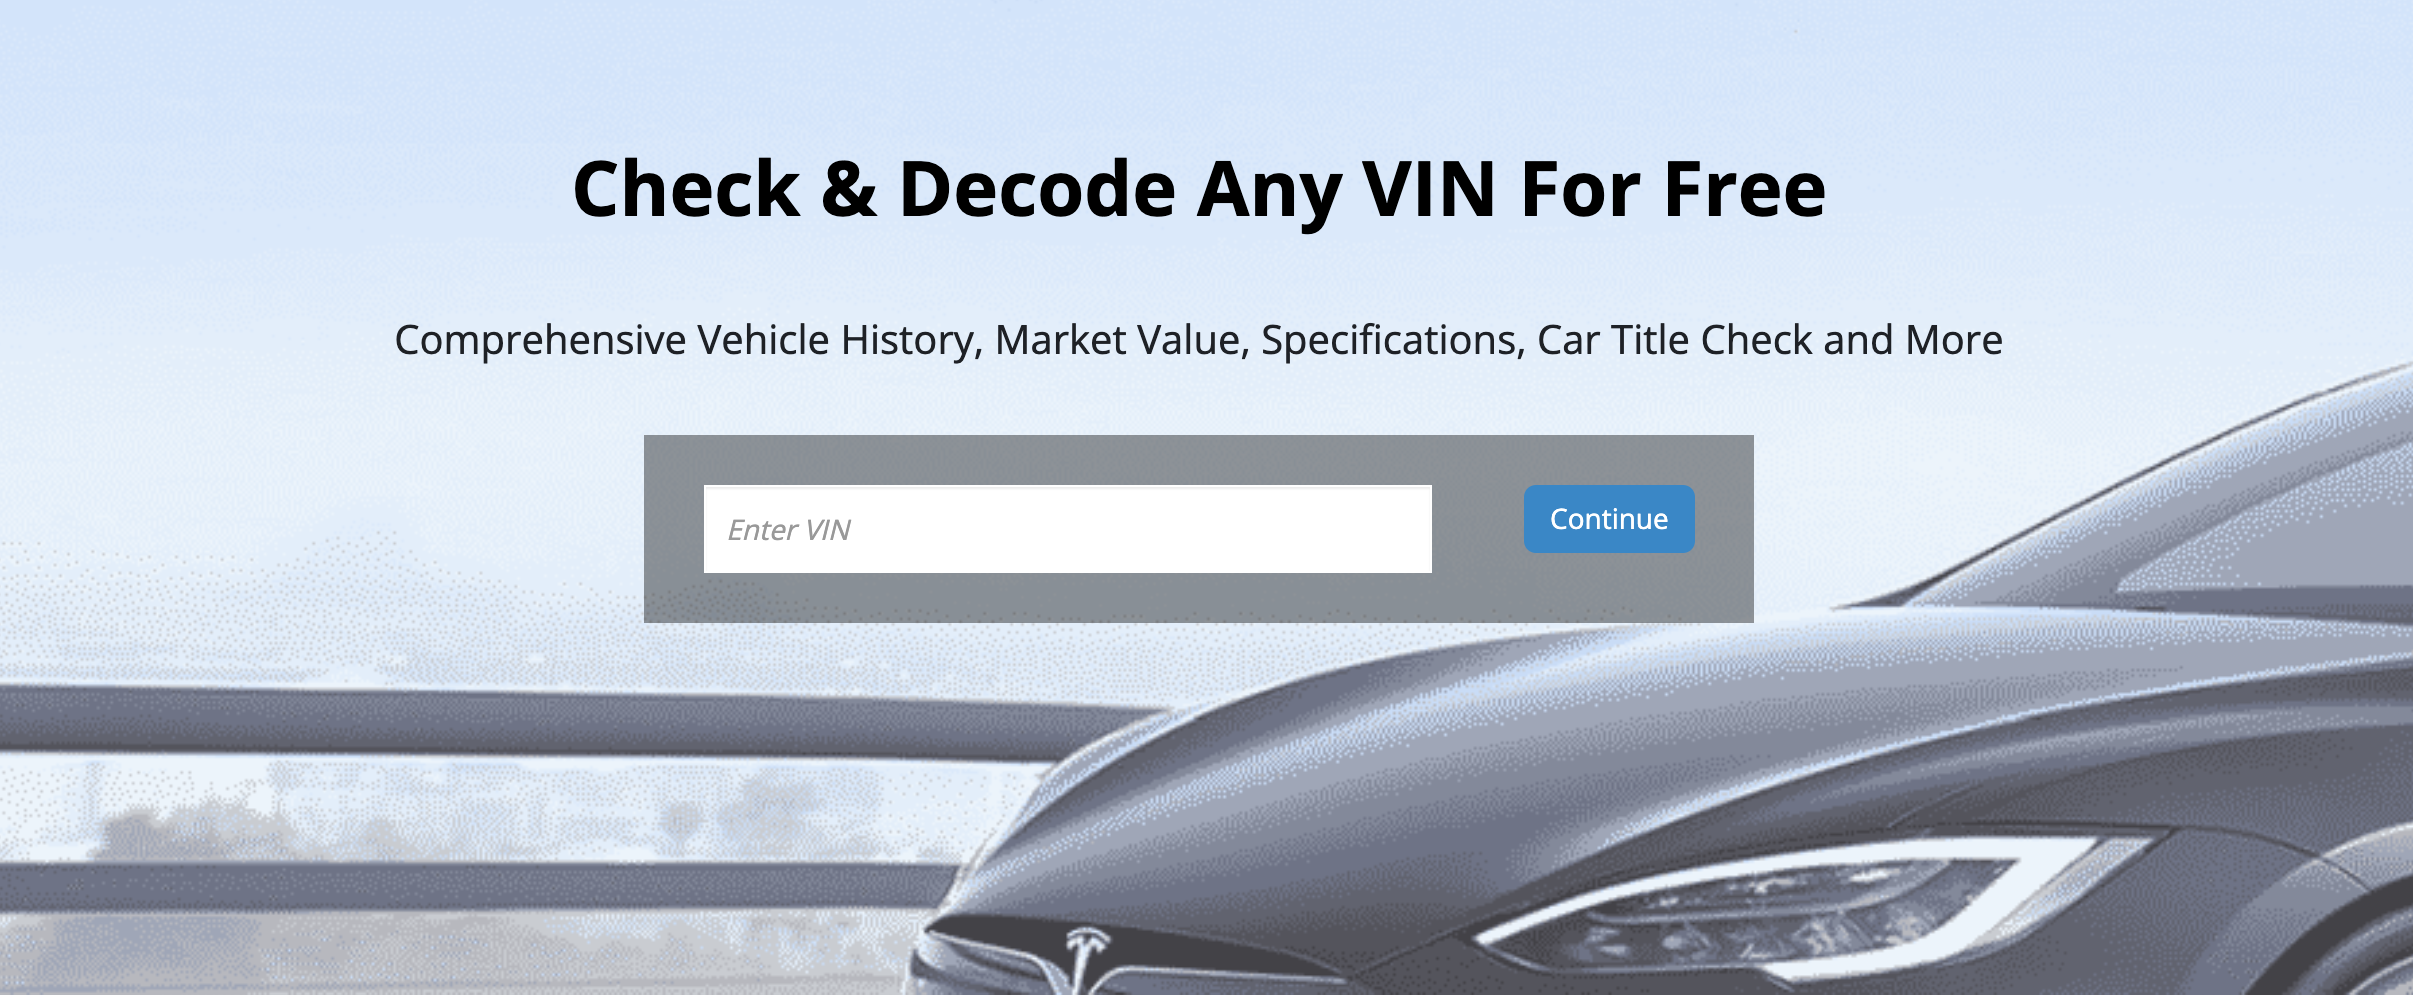 Check & Decode Any VIN For Free
Comprehensive Vehicle History, Market Value, Specifications, Car Title Check and More
Enter VIN
Continue